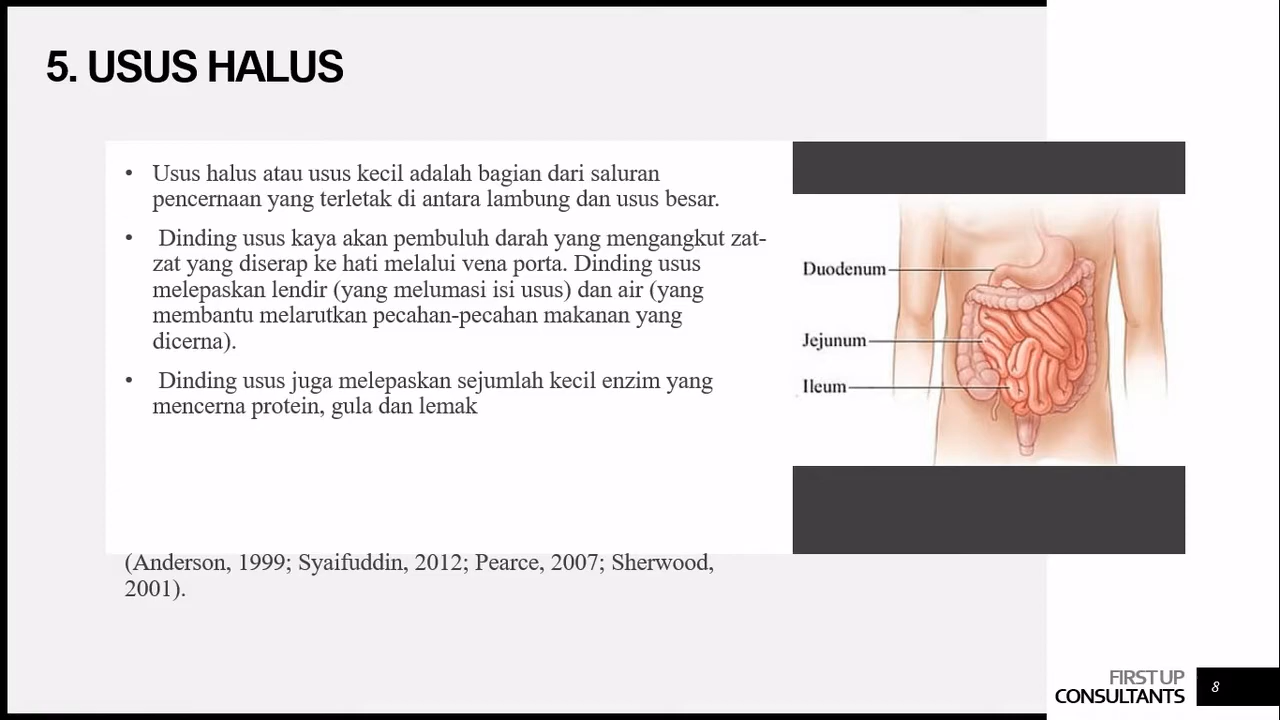 5. USUS HALUS
• Usus halus atau usus kecil adalah bagian dari saluran
pencernaan yang terletak di antara lambung dan usus besar.
• Dinding usus kaya akan pembuluh darah yang mengangkut zat-
zat yang diserap ke hati melalui vena porta. Dinding usus
melepaskan lendir (yang melumasi isi usus) dan air (yang
membantu melarutkan pecahan-pecahan makanan yang
dicerna).
• Dinding usus juga melepaskan sejumlah kecil enzim yang
mencerna protein, gula dan lemak
(Anderson, 1999; Syaifuddin, 2012; Pearce, 2007; Sherwood,
2001).
Duodenum
Jejunum
Ileum
FIRST UP
CONSULTANTS
8